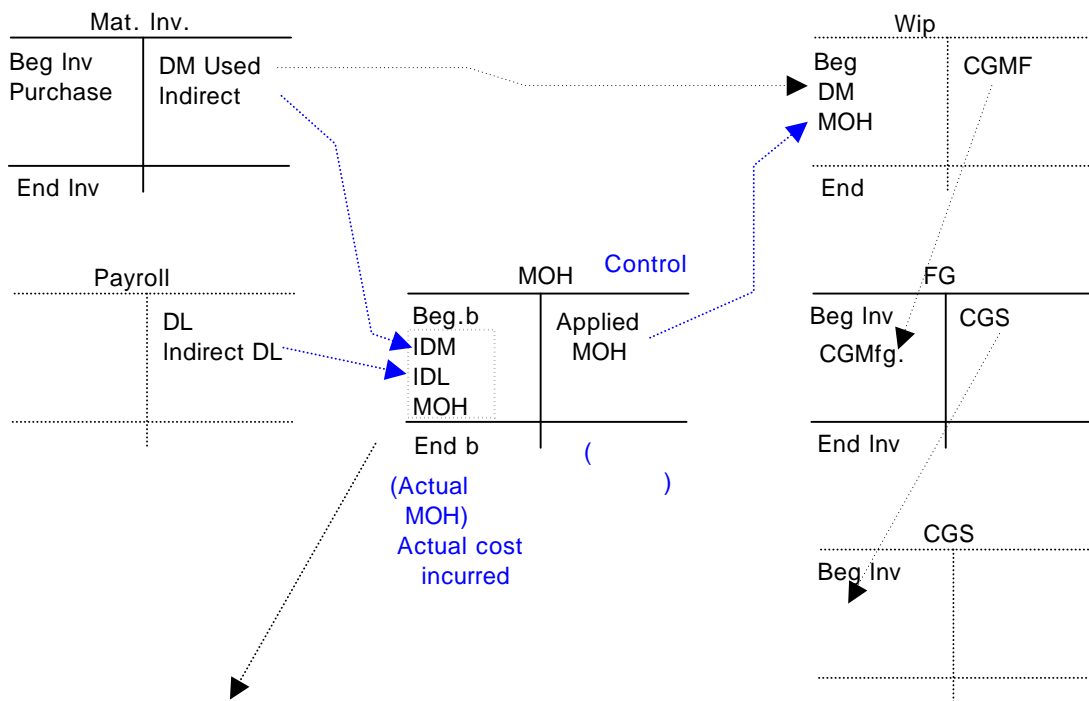 Mat. Inv.
Beg Inv
Purchase
DM Used
Indirect
End Inv
Wip
Beg
DM
MOH
CGMF
End
Payroll
DL
Indirect DL
MOH
Control
Beg.b
IDM
IDL
MOH
Applied
MOH
End b
(
)
(Actual
MOH)
Actual cost
incurred
FG
Beg Inv
CGMfg.
CGS
End Inv
CGS
Beg Inv